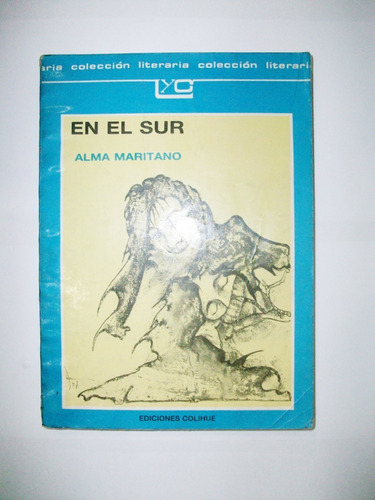 aria colección literaria colección literari
LYC
EN EL SUR
ALMA MARITANO
EDICIONES COLIHUE